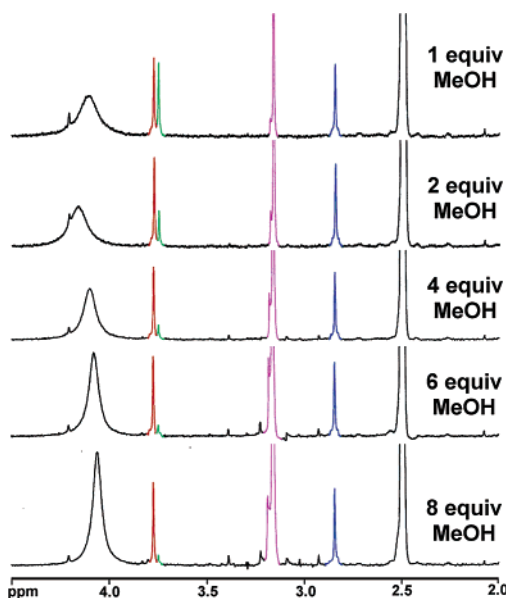 1 equiv
MeOH
2 equiv
MeOH
4 equiv
MeOH
6 equiv
MeOH
8 equiv
MeOH
ppm 4.0 3.5 3.0 2.5 2.0